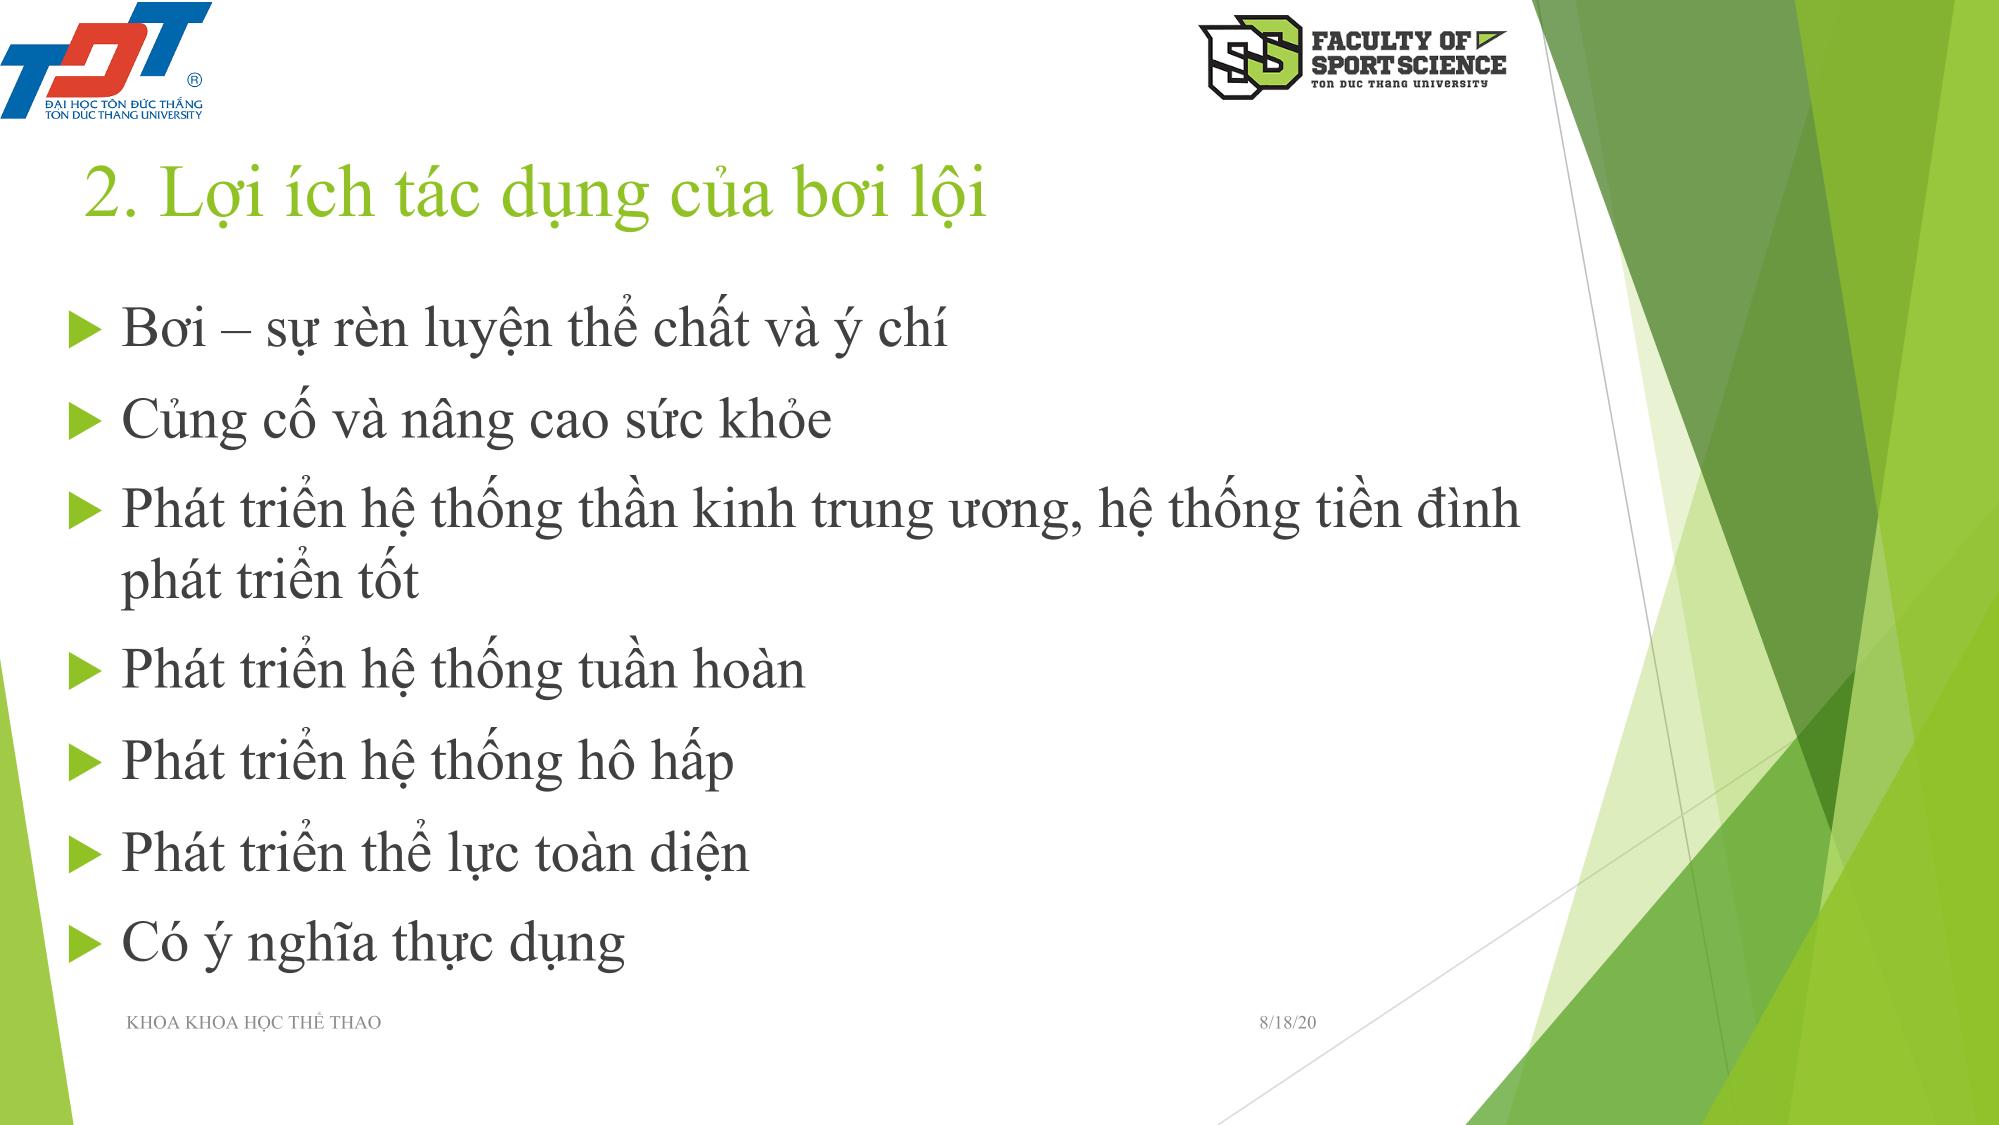 TDT
®
ĐẠI HỌC TÔN ĐỨC THẮNG
TON DUC THANG UNIVERSITY
SS
FACULTY OF
SPORT SCIENCE
TON DUC THANG UNIVERSITY
2. Lợi ích tác dụng của bơi lội
Bơi – sự rèn luyện thể chất và ý chí
Củng cố và nâng cao sức khỏe
Phát triển hệ thống thần kinh trung ương, hệ thống tiền đình
phát triển tốt
Phát triển hệ thống tuần hoàn
Phát triển hệ thống hô hấp
Phát triển thể lực toàn diện
Có ý nghĩa thực dụng
KHOA KHOA HỌC THỂ THAO
8/18/20